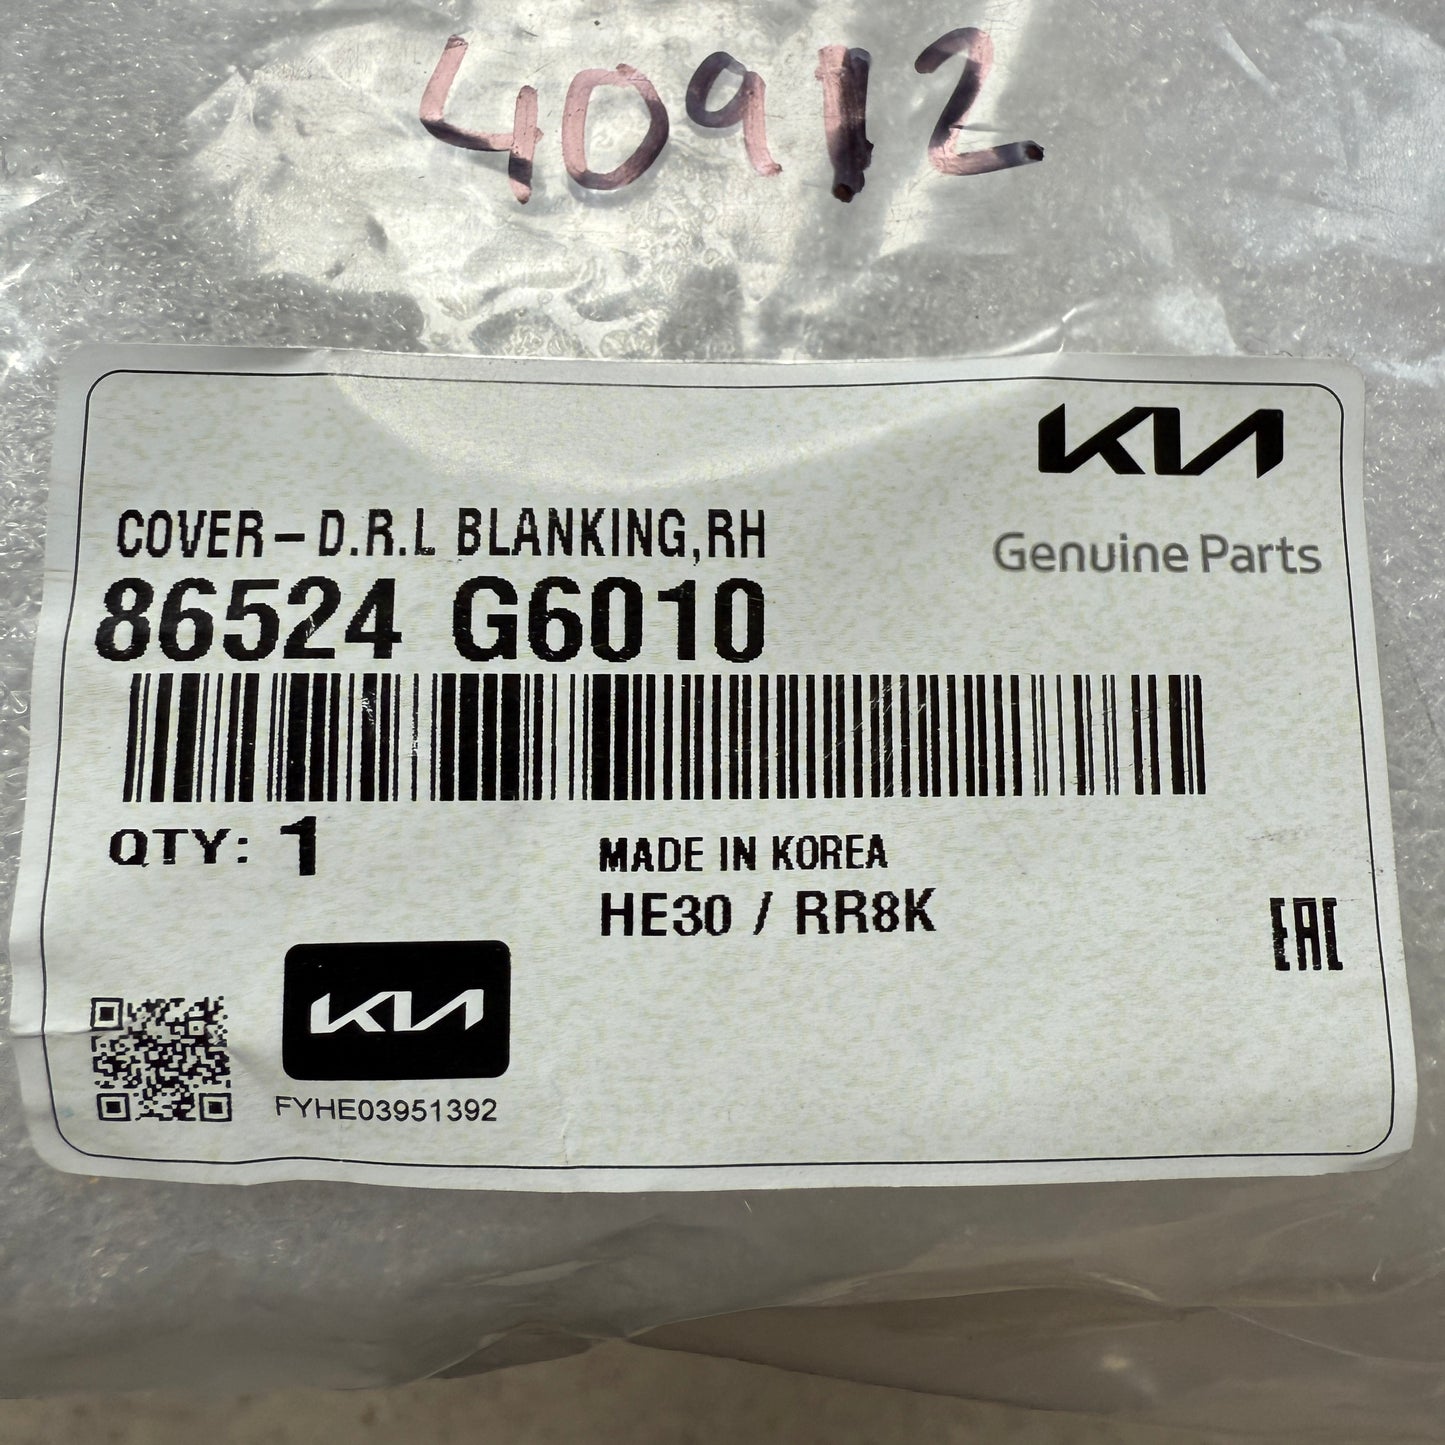 40912
KIA
Genuine Parts
COVER-D.R.L BLANKING,RH
86524 G6010
QTY: 1
MADE IN KOREA
HE30 / RR8K
EAC
KIA
FYHE03951392